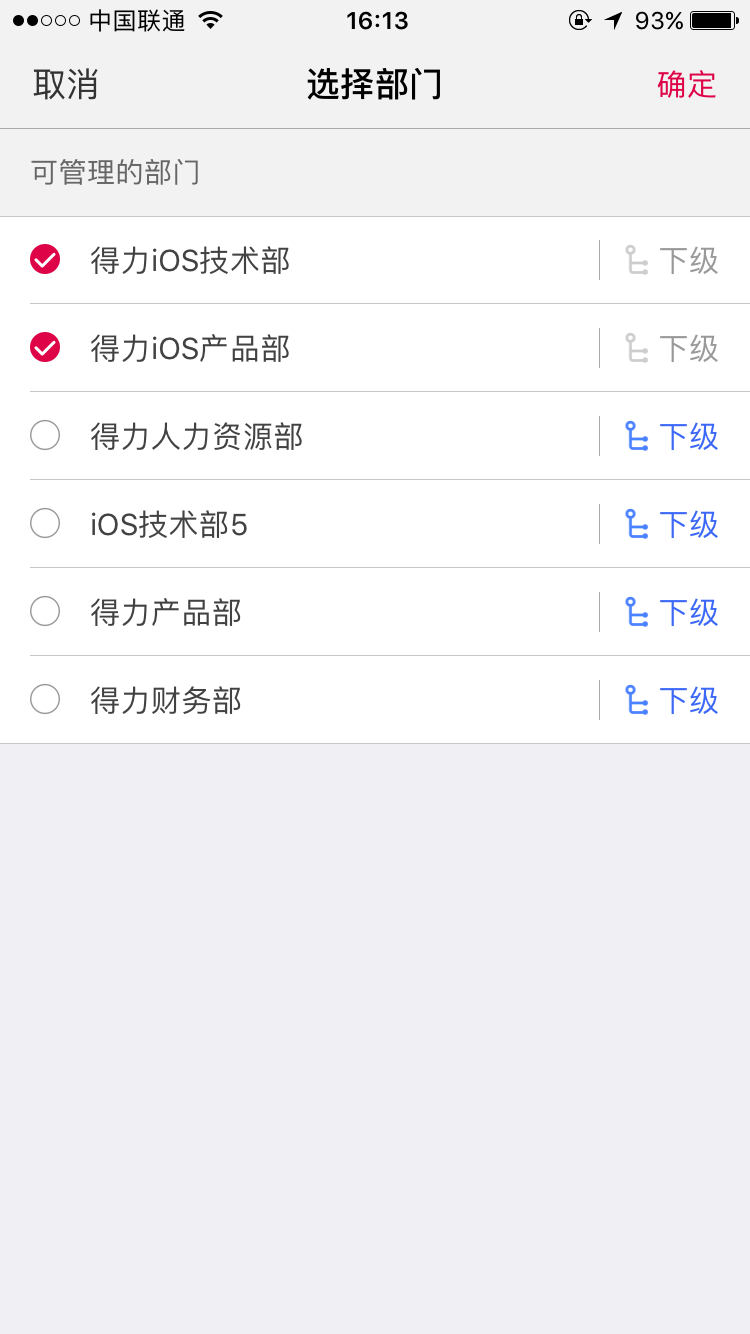 中国联通 16:13 93%
取消 选择部门 确定
可管理的部门
得力iOS技术部 下级
得力iOS产品部 下级
得力人力资源部 下级
iOS技术部5 下级
得力产品部 下级
得力财务部 下级